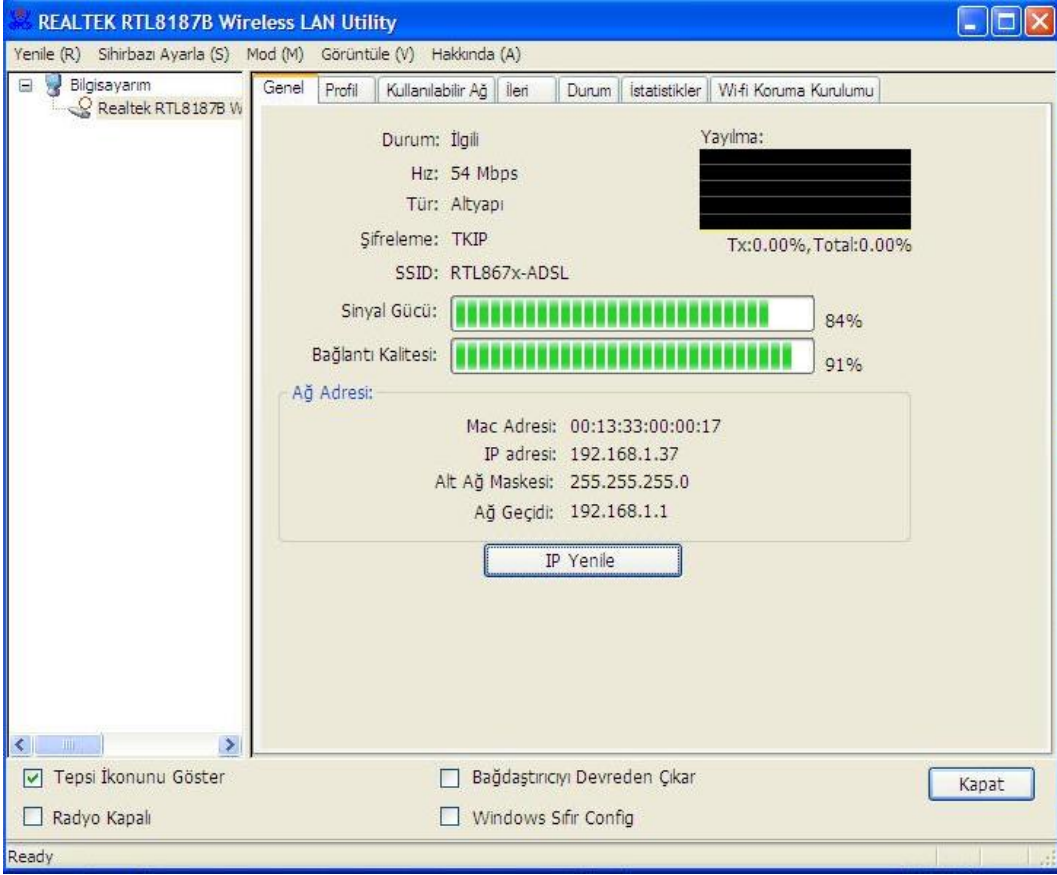 REALTEK RTL8187B Wireless LAN Utility
Yenile (R) Sihirbazı Ayarla (S) Mod (M) Görüntüle (V) Hakkında (A)
Bilgisayarım
Realtek RTL8187B W
Genel Profil Kullanılabilir Ağ İleri Durum İstatistikler Wi-fi Koruma Kurulumu
Durum: İlgili
Yayılma:
Hız: 54 Mbps
Tür: Altyapı
Şifreleme: TKIP
Tx:0.00%, Total:0.00%
SSID: RTL867x-ADSL
Sinyal Gücü: 84%
Bağlantı Kalitesi: 91%
Ağ Adresi:
Mac Adresi: 00:13:33:00:00:17
IP adresi: 192.168.1.37
Alt Ağ Maskesi: 255.255.255.0
Ağ Geçidi: 192.168.1.1
IP Yenile
Tepsi İkonunu Göster Bağdaştırıcıyı Devreden Çıkar Kapat
Radyo Kapalı Windows Sıfır Config
Ready